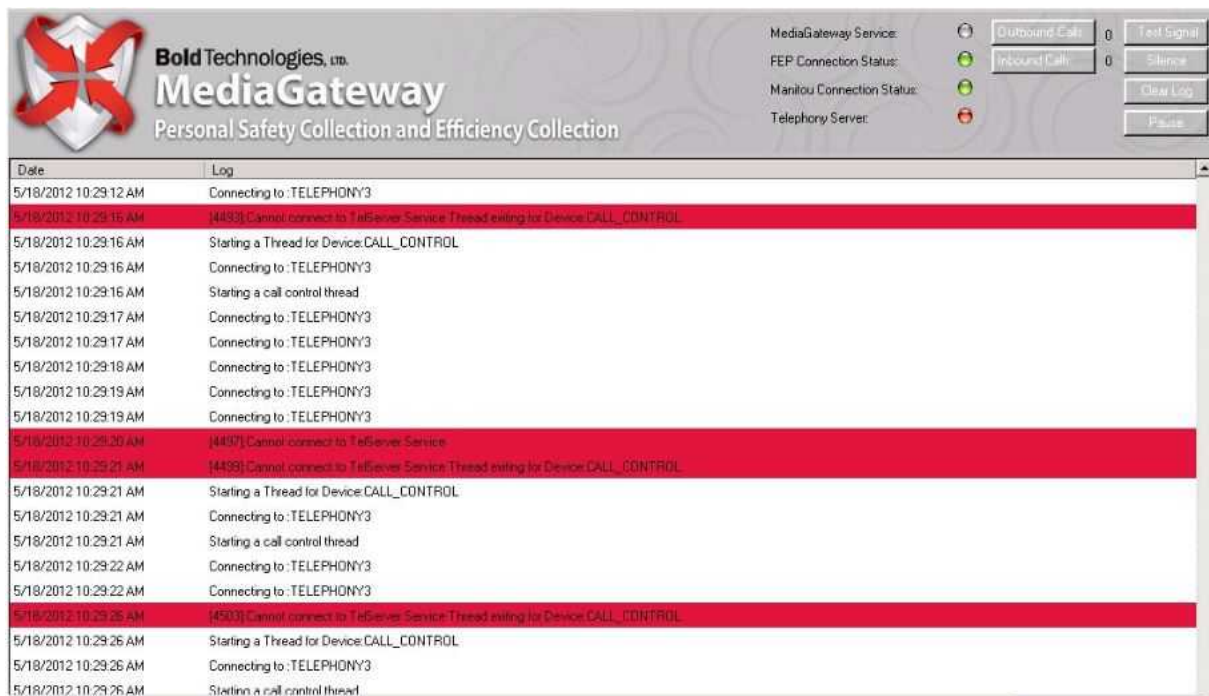 Bold Technologies, LTD.
MediaGateway
Personal Safety Collection and Efficiency Collection
MediaGateway Service:
FEP Connection Status:
Manitou Connection Status:
Telephony Server:
Outbound Calls 0
Inbound Calls 0
Test Signal
Silence
Clear Log
Pause
Date Log
5/18/2012 10:29:12 AM Connecting to :TELEPHONY3
5/18/2012 10:29:16 AM [4493] Cannot connect to TelServer Service Thread exiting for Device:CALL_CONTROL
5/18/2012 10:29:16 AM Starting a Thread for Device:CALL_CONTROL
5/18/2012 10:29:16 AM Connecting to :TELEPHONY3
5/18/2012 10:29:16 AM Starting a call control thread
5/18/2012 10:29:17 AM Connecting to :TELEPHONY3
5/18/2012 10:29:17 AM Connecting to :TELEPHONY3
5/18/2012 10:29:18 AM Connecting to :TELEPHONY3
5/18/2012 10:29:19 AM Connecting to :TELEPHONY3
5/18/2012 10:29:19 AM Connecting to :TELEPHONY3
5/18/2012 10:29:20 AM [4497] Cannot connect to TelServer Service
5/18/2012 10:29:21 AM [4499] Cannot connect to TelServer Service Thread exiting for Device:CALL_CONTROL
5/18/2012 10:29:21 AM Starting a Thread for Device:CALL_CONTROL
5/18/2012 10:29:21 AM Connecting to :TELEPHONY3
5/18/2012 10:29:21 AM Starting a call control thread
5/18/2012 10:29:22 AM Connecting to :TELEPHONY3
5/18/2012 10:29:22 AM Connecting to :TELEPHONY3
5/18/2012 10:29:26 AM [4503] Cannot connect to TelServer Service Thread exiting for Device:CALL_CONTROL
5/18/2012 10:29:26 AM Starting a Thread for Device:CALL_CONTROL
5/18/2012 10:29:26 AM Connecting to :TELEPHONY3
5/18/2012 10:29:26 AM Starting a call control thread